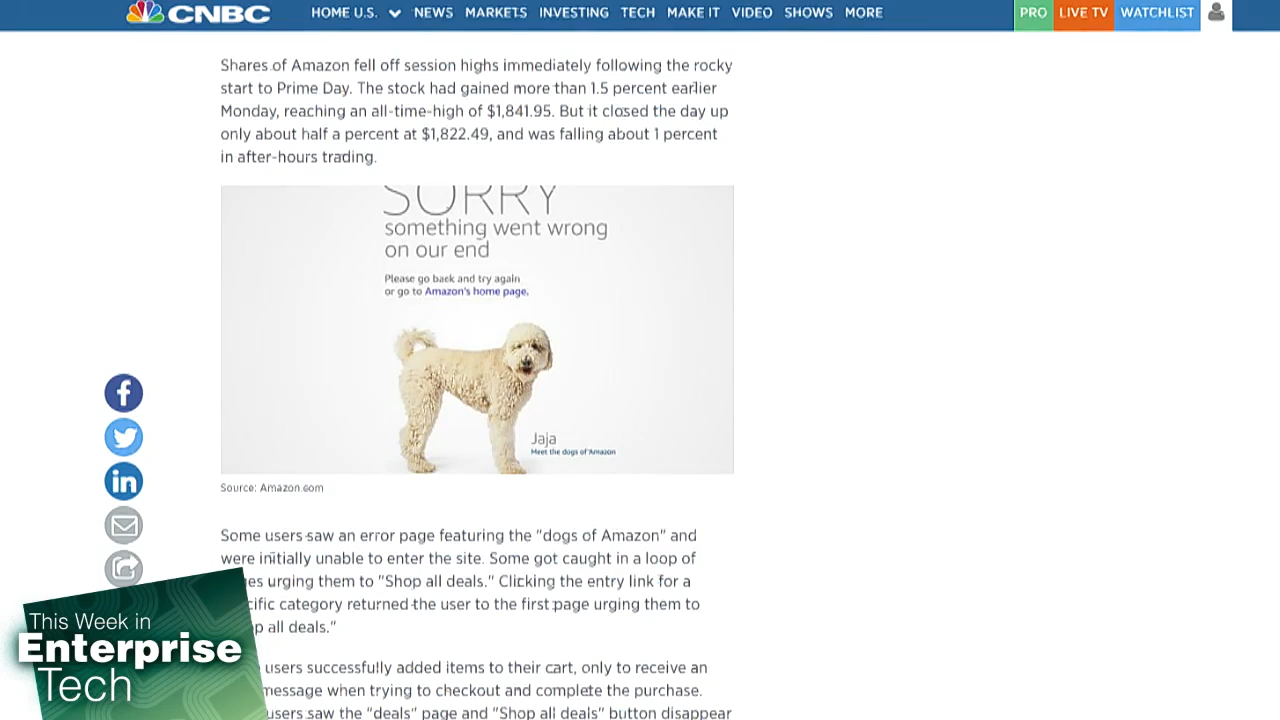 CNBC
HOME U.S. NEWS MARKETS INVESTING TECH MAKE IT VIDEO SHOWS MORE PRO LIVE TV WATCHLIST
Shares of Amazon fell off session highs immediately following the rocky
start to Prime Day. The stock had gained more than 1.5 percent earlier
Monday, reaching an all-time-high of $1,841.95. But it closed the day up
only about half a percent at $1,822.49, and was falling about 1 percent
in after-hours trading.
SORRY
something went wrong
on our end
Please go back and try again
or go to Amazon's home page.
Jaja
Meet the dogs of Amazon
Source: Amazon.com
Some users saw an error page featuring the "dogs of Amazon" and
were initially unable to enter the site. Some got caught in a loop of
urging them to "Shop all deals." Clicking the entry link for a
category returned the user to the first page urging them to
all deals."
users successfully added items to their cart, only to receive an
message when trying to checkout and complete the purchase.
users saw the "deals" page and "Shop all deals" button disappear
This Week in
Enterprise
Tech